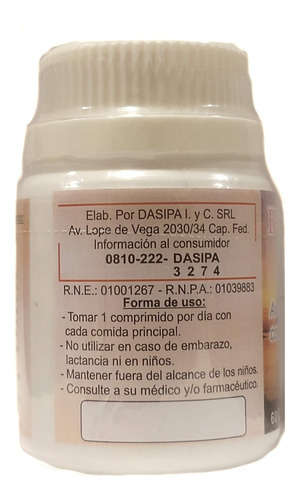 Elab. Por DASIPA I. y C. SRL
Av. Lope de Vega 2030/34 Cap. Fed.
Información al consumidor
0810-222- DASIPA
3 2 7 4
R.N.E.: 01001267 - R.N.P.A.: 01039883
Forma de uso:
- Tomar 1 comprimido por día con
cada comida principal.
- No utilizar en caso de embarazo,
lactancia ni en niños.
- Mantener fuera del alcance de los niños.
- Consulte a su médico y/o farmacéutico.